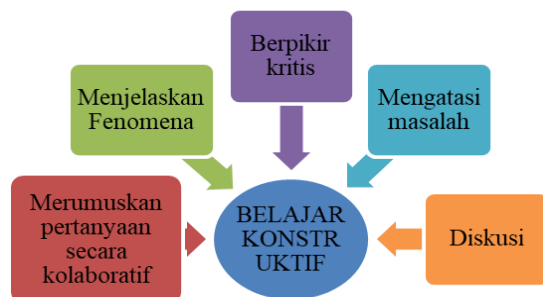 Berpikir
kritis
Menjelaskan
Fenomena
Mengatasi
masalah
Merumuskan
pertanyaan
secara
kolaboratif
BELAJAR
KONSTR
UKTIF
Diskusi